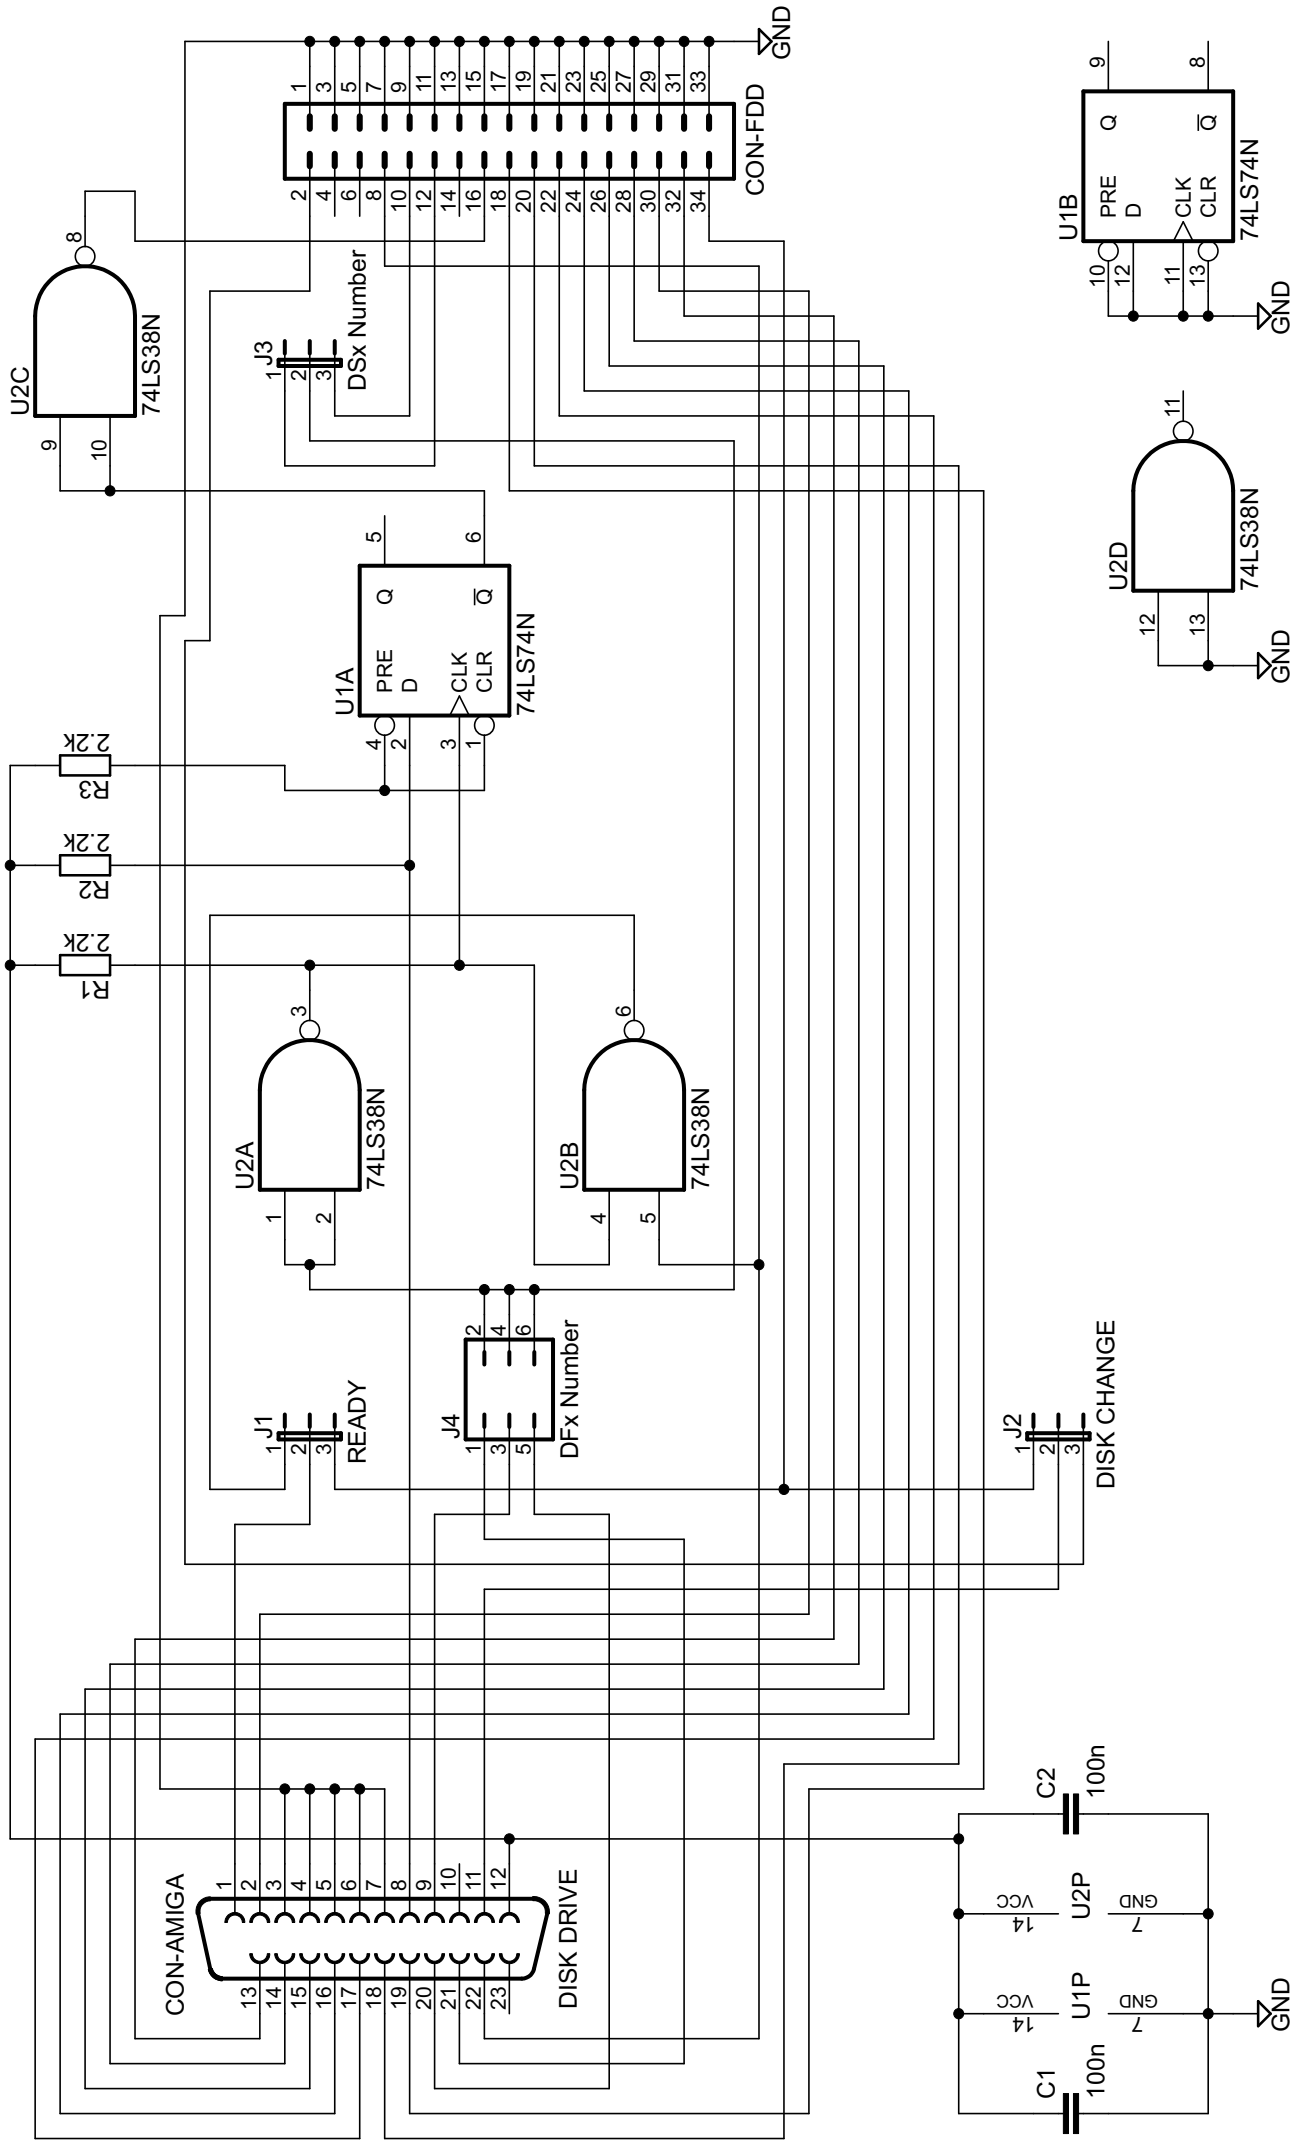 U2C
9
10
8
74LS38N
1
3
5
7
9
11
13
15
17
19
21
23
25
27
29
31
33
GND
2
4
6
8
10
12
14
16
18
20
22
24
26
28
30
32
34
CON-FDD
J3
1
2
3
DSx Number
U1A
4
2
3
1
PRE
D
CLK
CLR
Q
Q
5
6
74LS74N
R3
2.2k
R2
2.2k
R1
2.2k
U2A
1
2
3
74LS38N
U2B
4
5
6
74LS38N
J1
1
2
3
READY
J4
1
3
5
2
4
6
DFx Number
J2
1
2
3
DISK CHANGE
CON-AMIGA
1
2
3
4
5
6
7
8
9
10
11
12
13
14
15
16
17
18
19
20
21
22
23
DISK DRIVE
U1B
10
12
11
13
PRE
D
CLK
CLR
Q
Q
9
8
74LS74N
GND
U2D
12
13
11
74LS38N
GND
C1
100n
14
VCC
U1P
GND
7
14
VCC
U2P
GND
7
C2
100n
GND